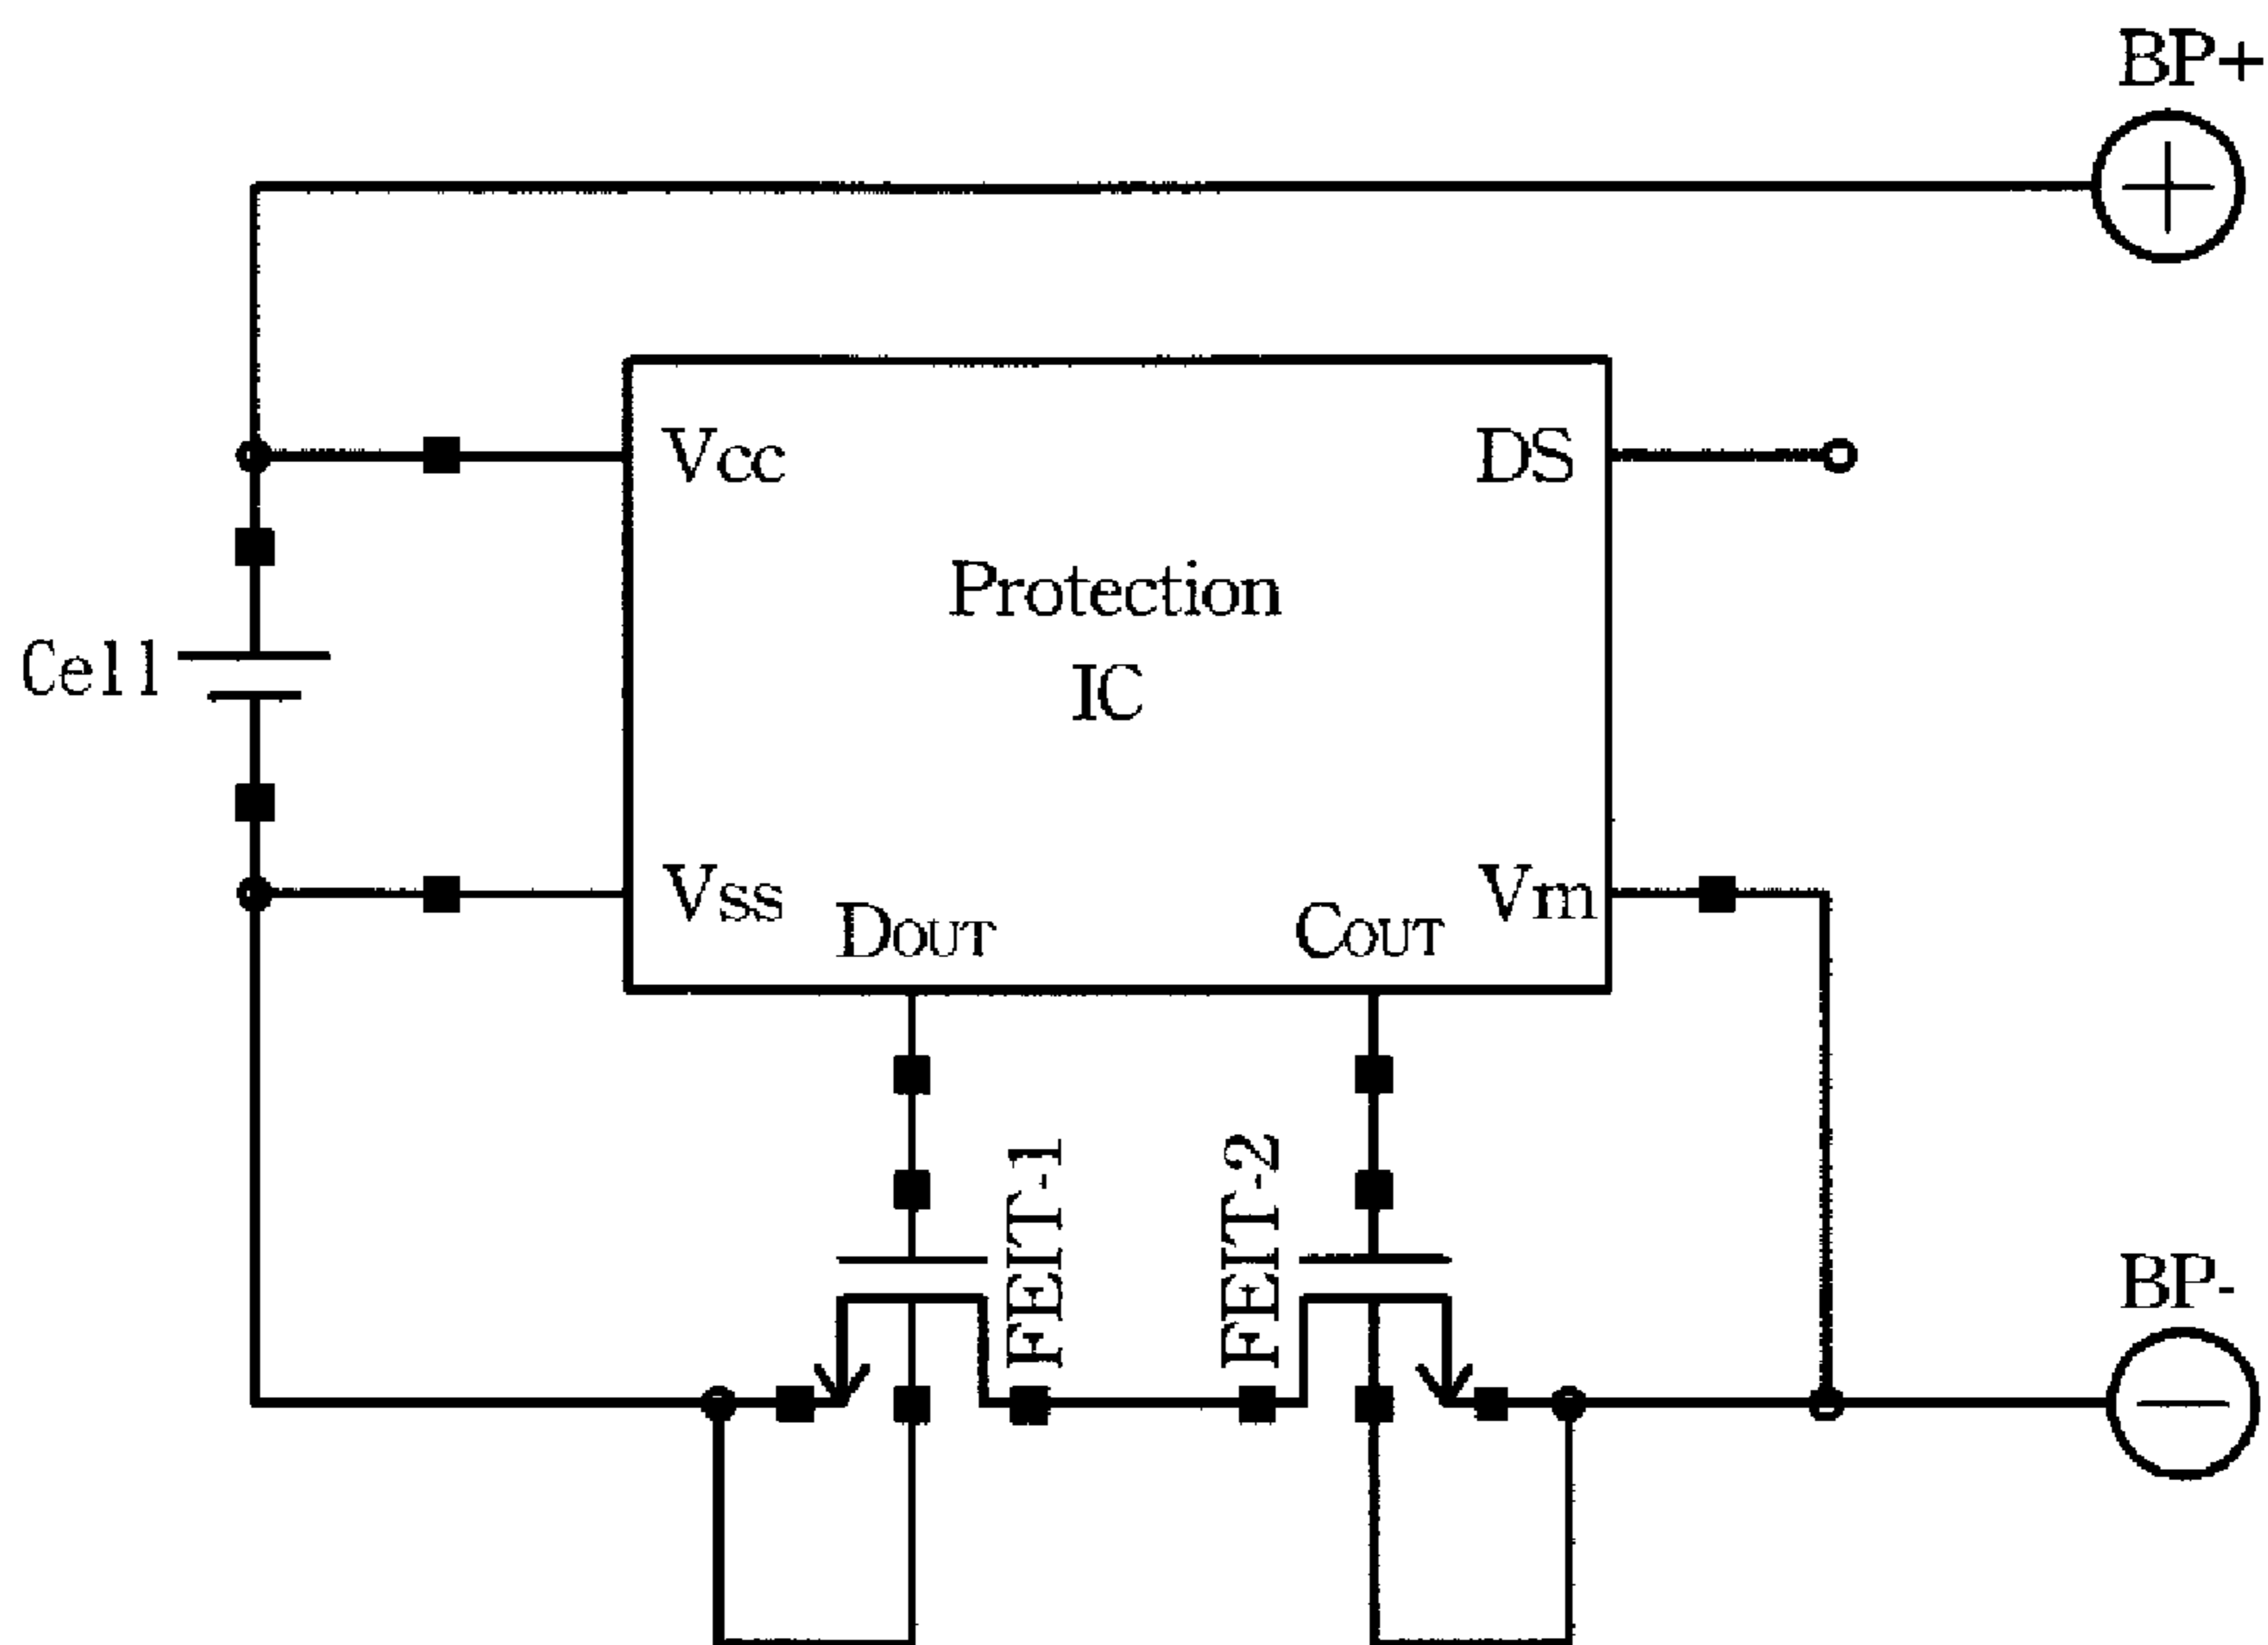 BP+
Vcc
DS
Protection
IC
Cell
Vss
DOUT
COUT
Vm
FEIT-1
FEIT-2
BP-